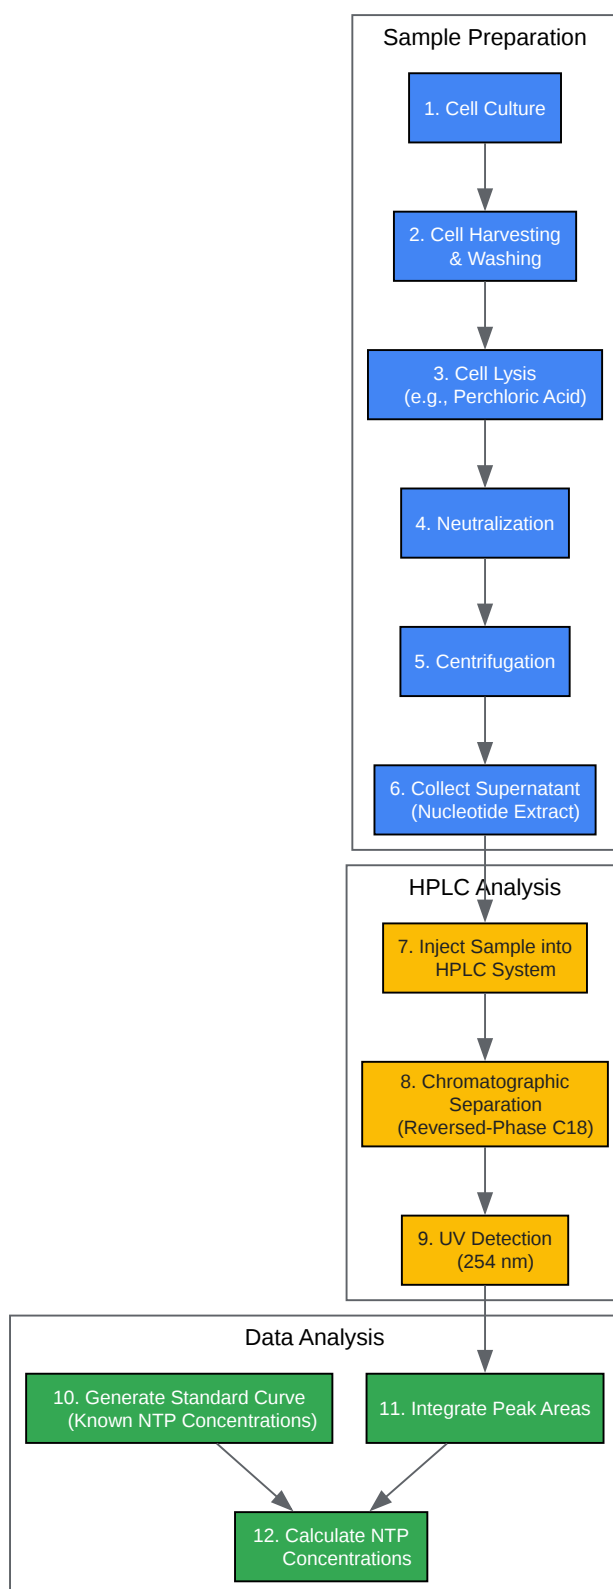 Sample Preparation
1. Cell Culture
2. Cell Harvesting
& Washing
3. Cell Lysis
(e.g., Perchloric Acid)
4. Neutralization
5. Centrifugation
6. Collect Supernatant
(Nucleotide Extract)
HPLC Analysis
7. Inject Sample into
HPLC System
8. Chromatographic
Separation
(Reversed-Phase C18)
9. UV Detection
(254 nm)
Data Analysis
10. Generate Standard Curve
(Known NTP Concentrations)
11. Integrate Peak Areas
12. Calculate NTP
Concentrations